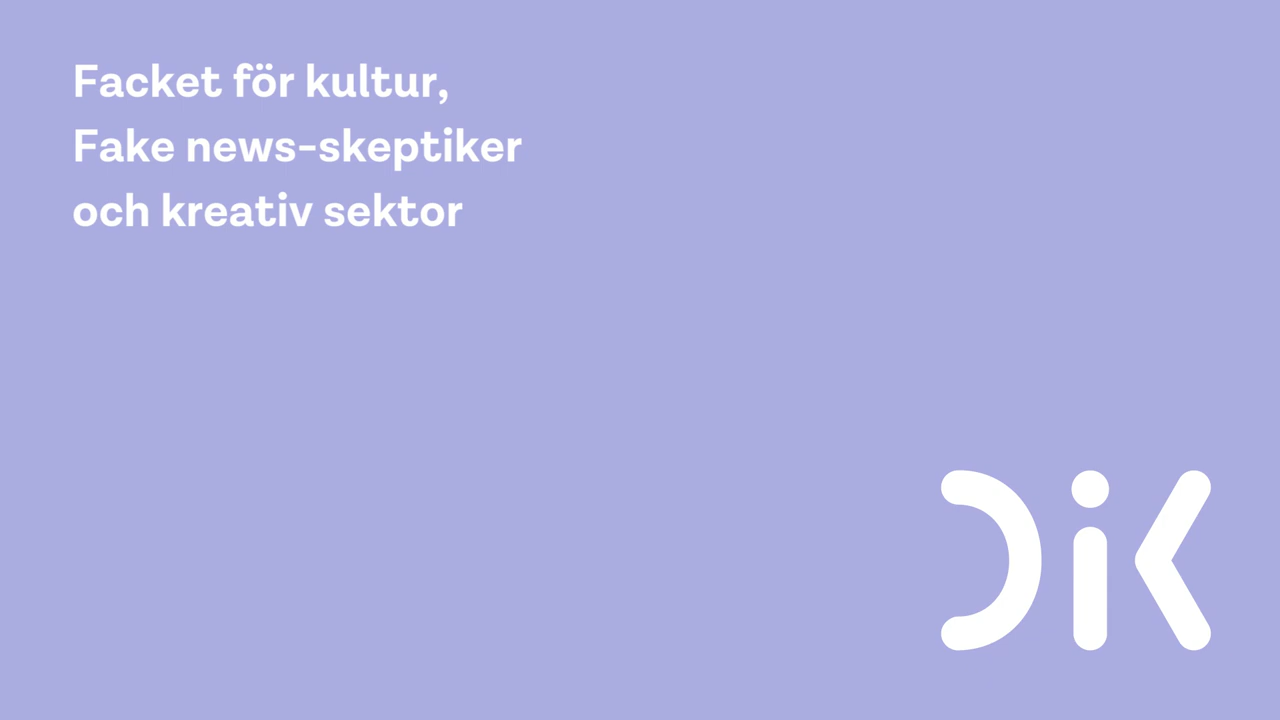 Facket för kultur,
Fake news-skeptiker
och kreativ sektor
DiK